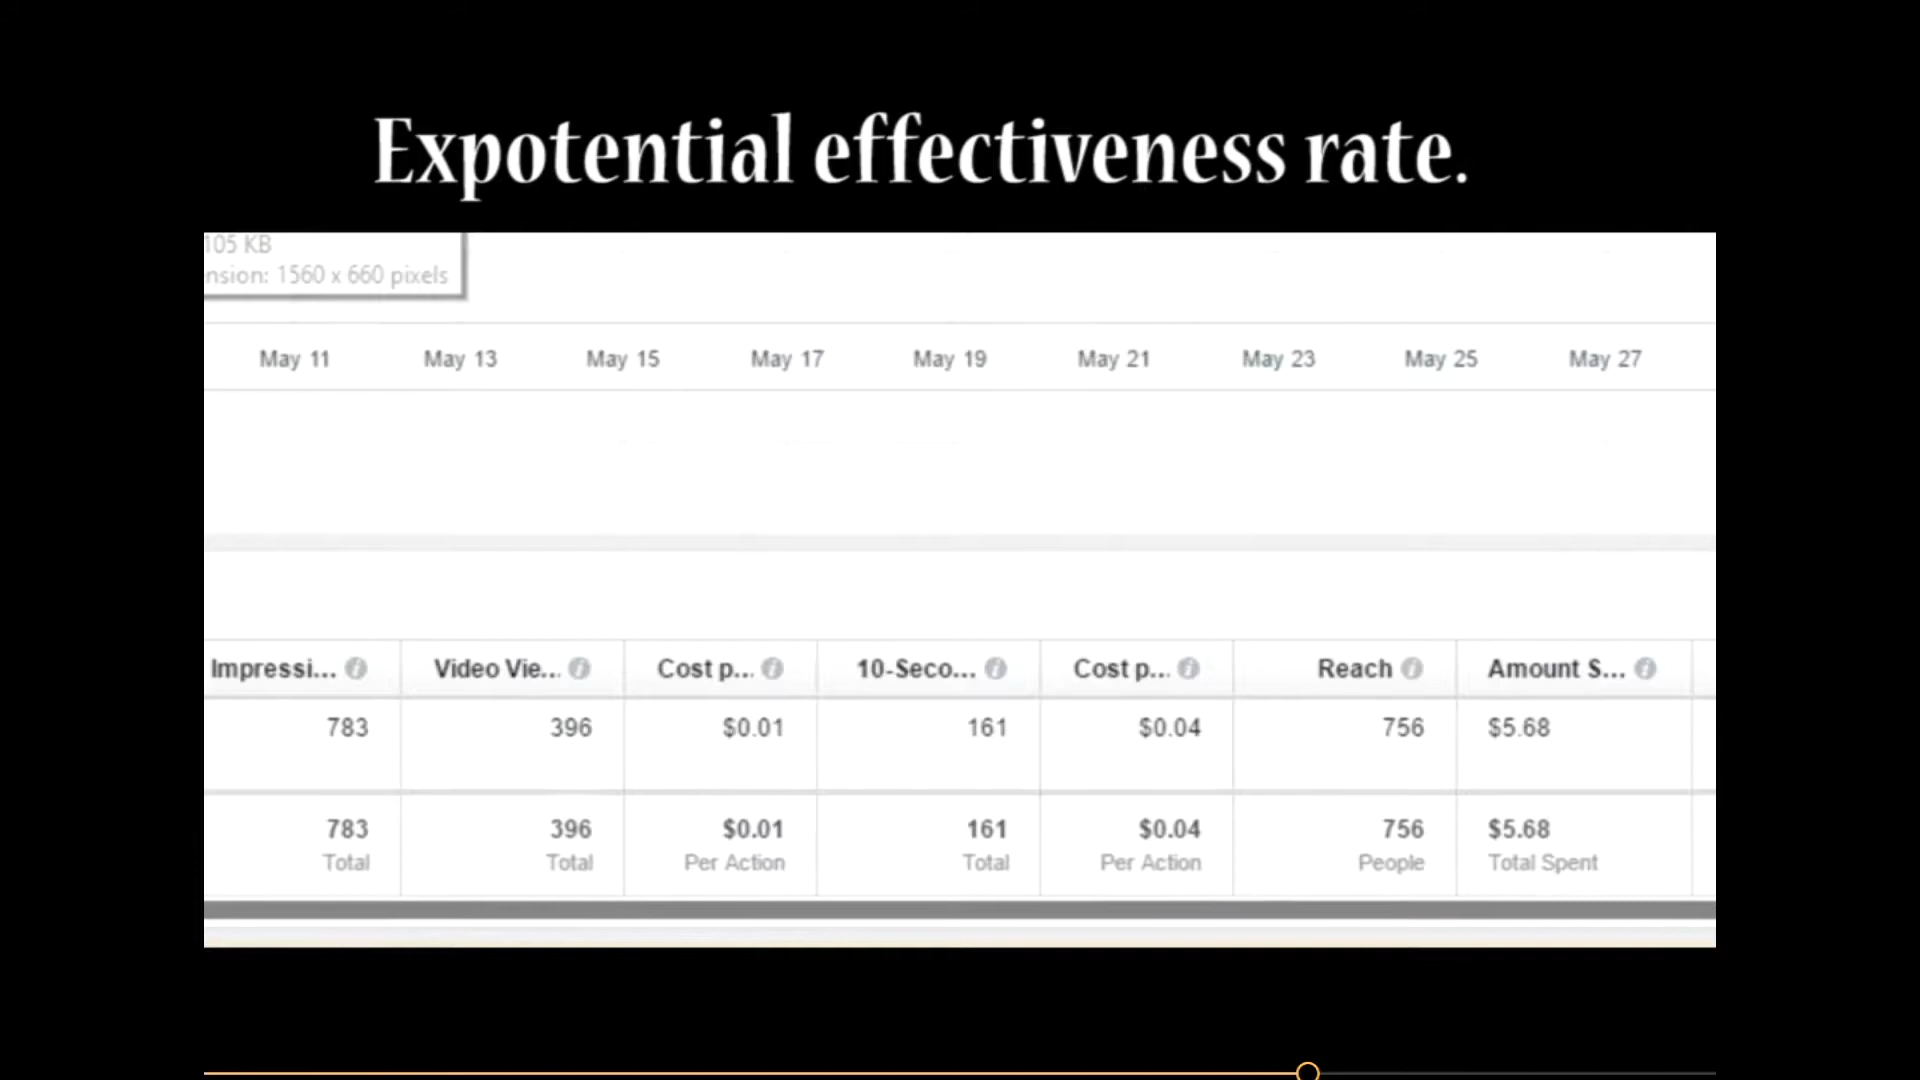 Expotential effectiveness rate.
105 KB
nsion: 1560 x 660 pixels
May 11 May 13 May 15 May 17 May 19 May 21 May 23 May 25 May 27
Impressi... Video Vie... Cost p... 10-Seco... Cost p... Reach Amount S...
783 396 $0.01 161 $0.04 756 $5.68
783 396 $0.01 161 $0.04 756 $5.68
Total Total Per Action Total Per Action People Total Spent